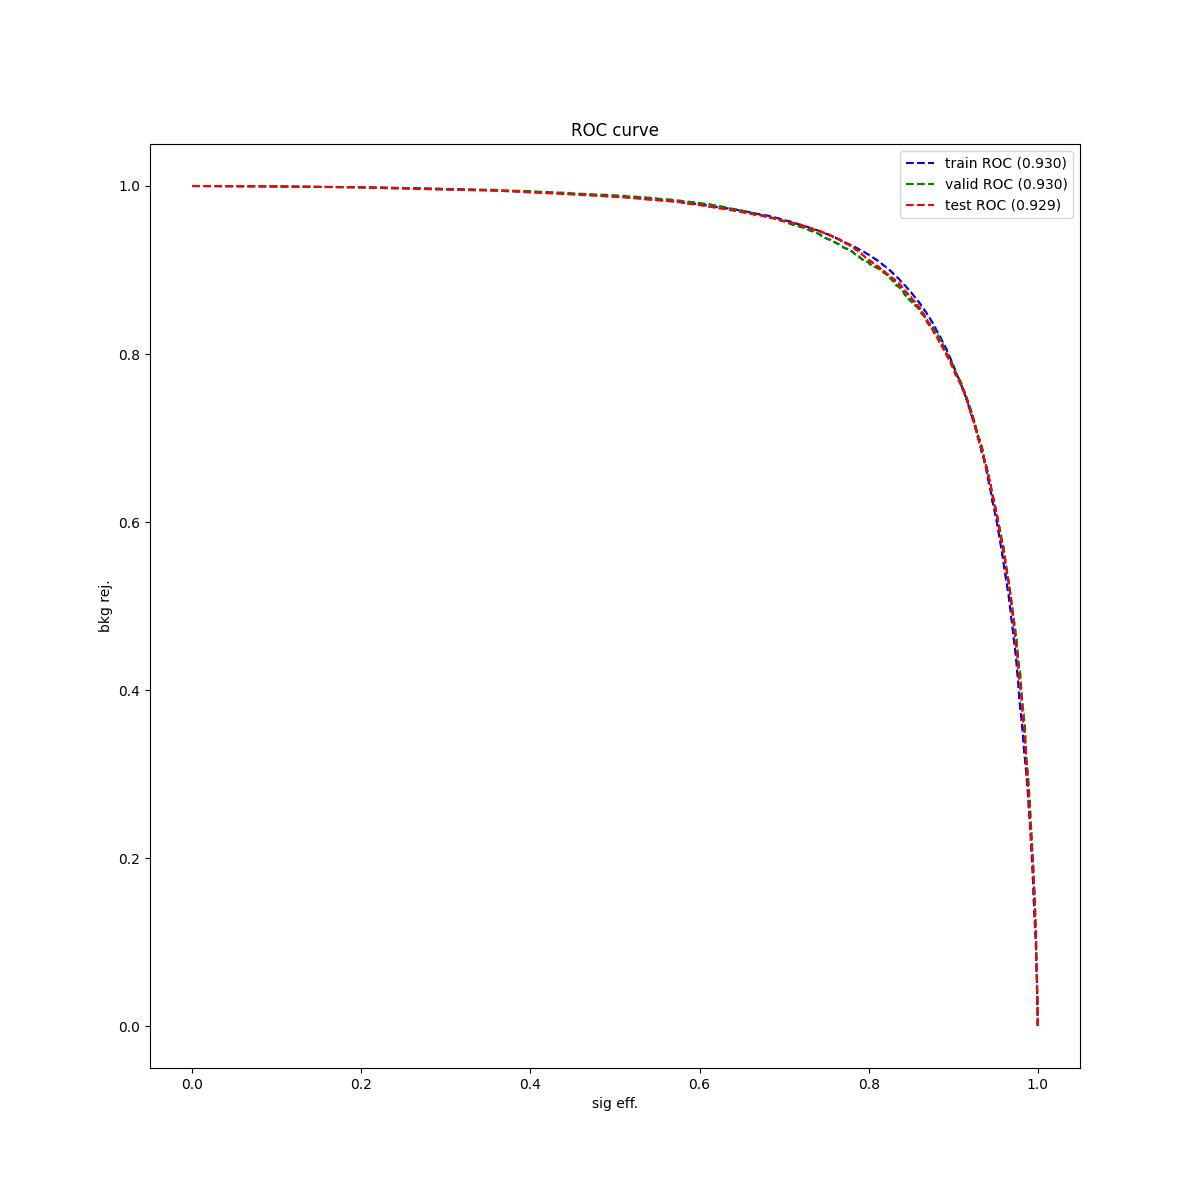 ROC curve
train ROC (0.930)
valid ROC (0.930)
test ROC (0.929)
1.0
0.8
0.6
0.4
0.2
0.0
bkg rej.
0.0 0.2 0.4 0.6 0.8 1.0
sig eff.